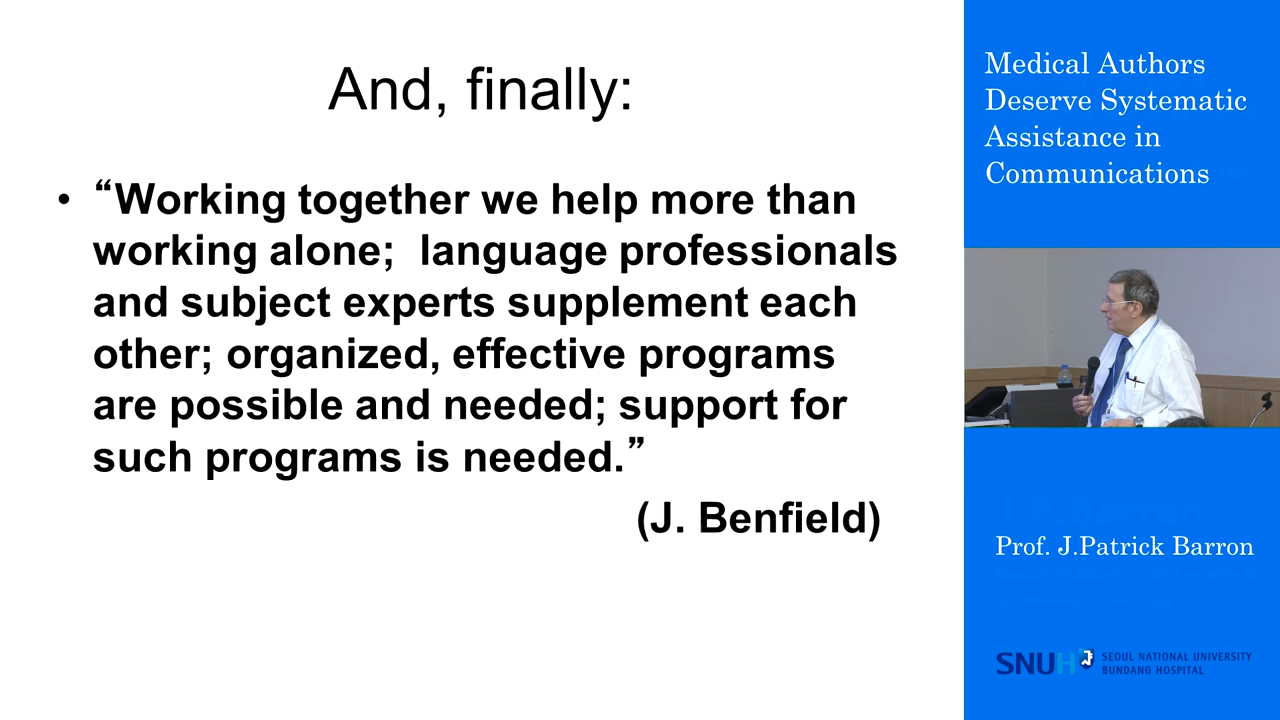 And, finally:
• “Working together we help more than
working alone;  language professionals
and subject experts supplement each
other; organized, effective programs
are possible and needed; support for
such programs is needed.”
(J. Benfield)
Medical Authors
Deserve Systematic
Assistance in
Communications
Prof. J.Patrick Barron
SNUH
SEOUL NATIONAL UNIVERSITY
BUNDANG HOSPITAL